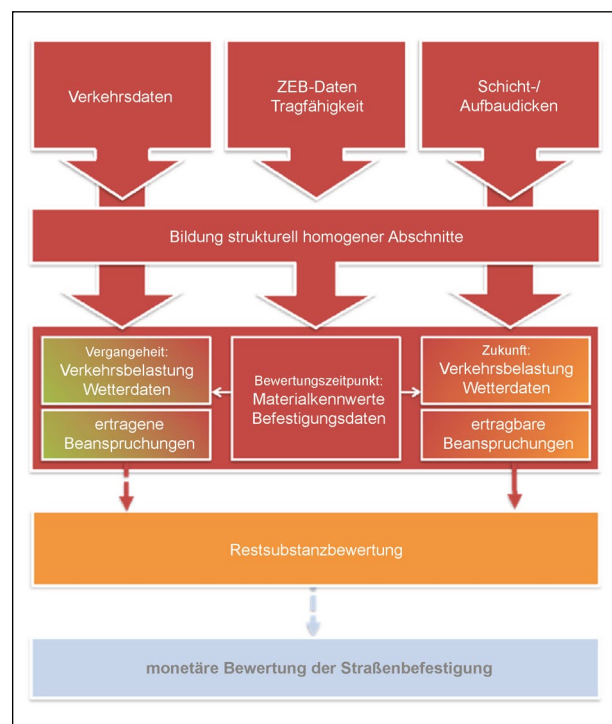 Verkehrsdaten
ZEB-Daten
Tragfähigkeit
Schicht-/
Aufbaudicken
Bildung strukturell homogener Abschnitte
Vergangeheit:
Verkehrsbelastung
Wetterdaten
ertragene
Beanspruchungen
Bewertungszeitpunkt:
Materialkennwerte
Befestigungsdaten
Zukunft:
Verkehrsbelastung
Wetterdaten
ertragbare
Beanspruchungen
Restsubstanzbewertung
monetäre Bewertung der Straßenbefestigung